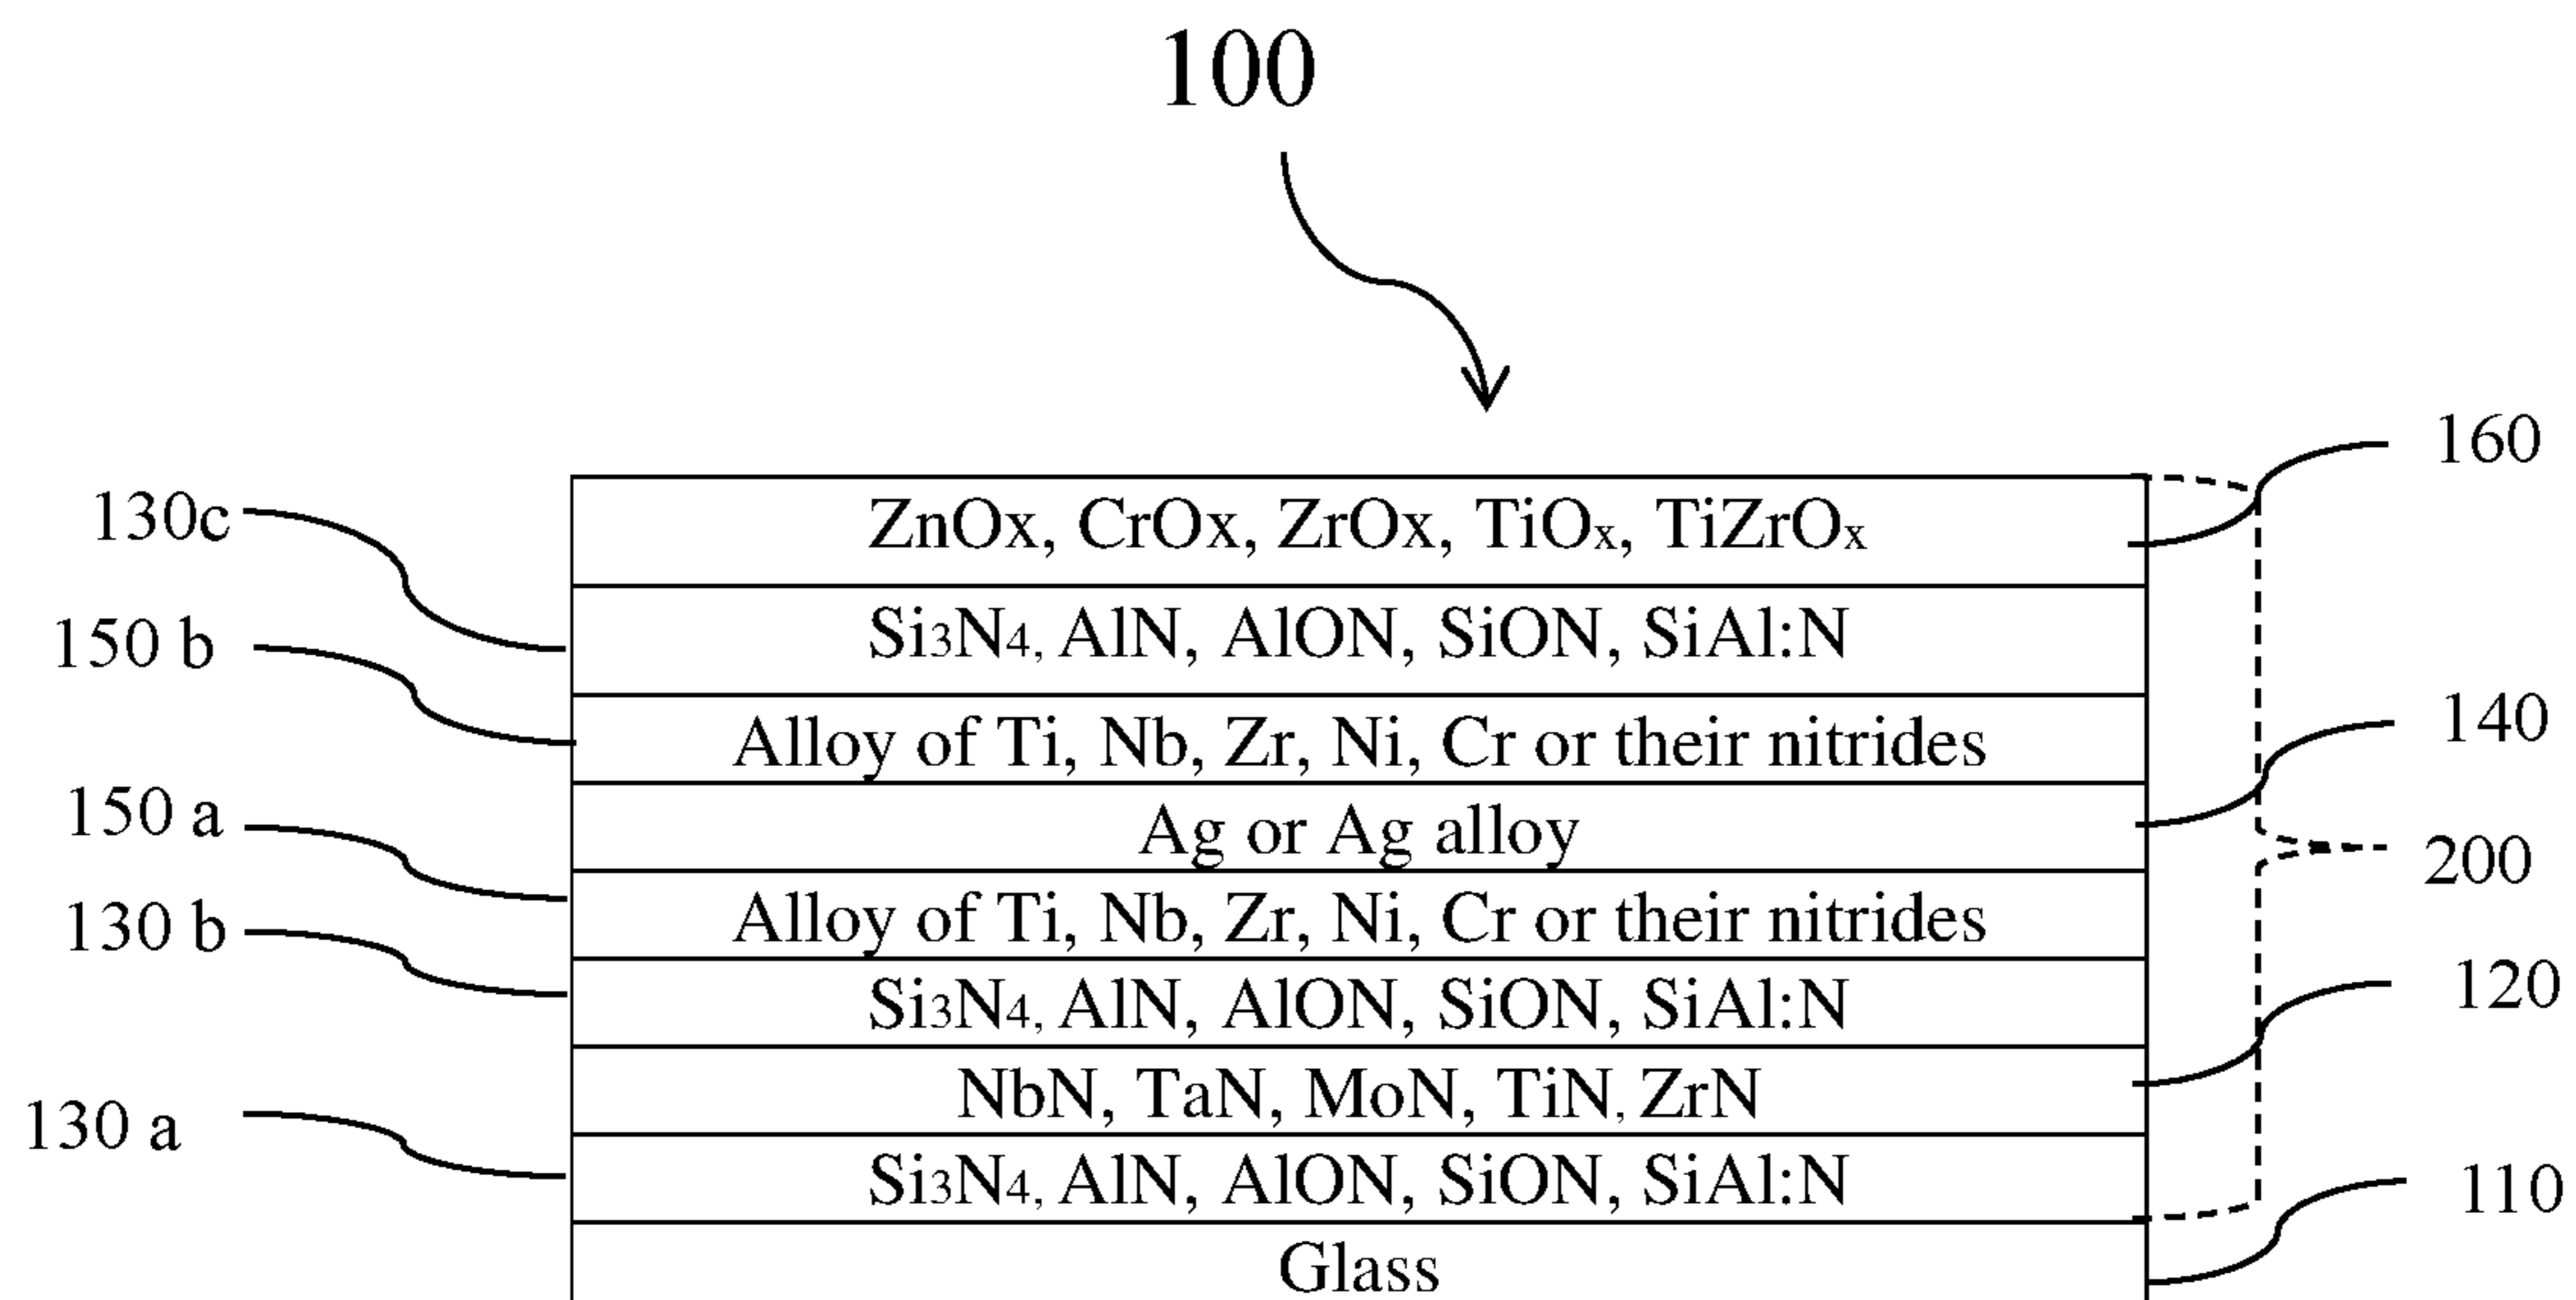 100
160
ZnOx, CrOx, ZrOx, TiOₓ, TiZrOₓ
130c
Si₃N₄, AlN, AlON, SiON, SiAl:N
150 b
140
Alloy of Ti, Nb, Zr, Ni, Cr or their nitrides
150 a
Ag or Ag alloy
200
130 b
Alloy of Ti, Nb, Zr, Ni, Cr or their nitrides
120
Si₃N₄, AlN, AlON, SiON, SiAl:N
NbN, TaN, MoN, TiN, ZrN
130 a
Si₃N₄, AlN, AlON, SiON, SiAl:N
110
Glass